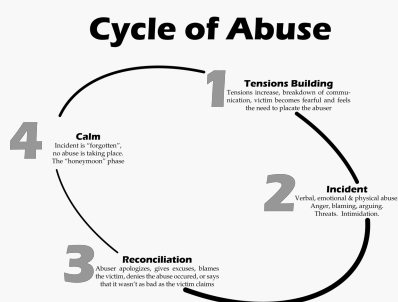 Cycle of Abuse
1
Tensions Building
Tensions increase, breakdown of commu-
nication, victim becomes fearful and feels
the need to placate the abuser
2
Incident
Verbal, emotional & physical abuse.
Anger, blaming, arguing.
Threats. Intimidation.
3
Reconciliation
Abuser apologizes, gives excuses, blames
the victim, denies the abuse occured, or says
that it wasn't as bad as the victim claims
4
Calm
Incident is "forgotten",
no abuse is taking place.
The "honeymoon" phase